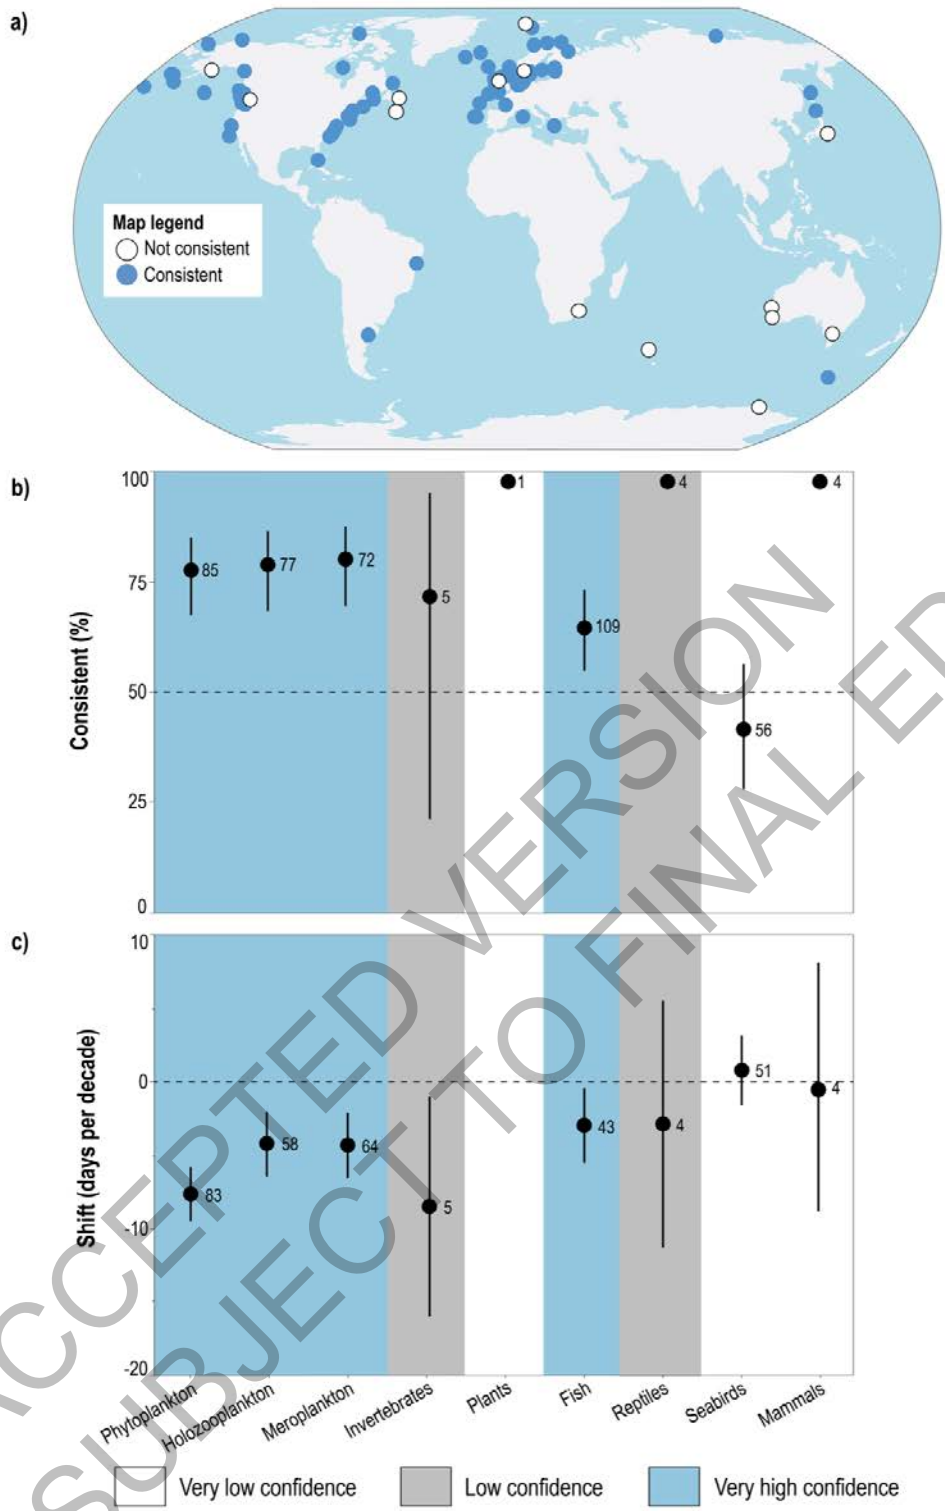 a)
Map legend
Not consistent
Consistent
b)
Consistent (%)
100
75
50
25
0
85
77
72
5
1
109
4
56
4
c)
Shift (days per decade)
10
0
-10
-20
83
58
64
5
43
4
51
4
Phytoplankton
Holozooplankton
Meroplankton
Invertebrates
Plants
Fish
Reptiles
Seabirds
Mammals
Very low confidence
Low confidence
Very high confidence
ACCEPTED VERSION
SUBJECT TO FINAL ED